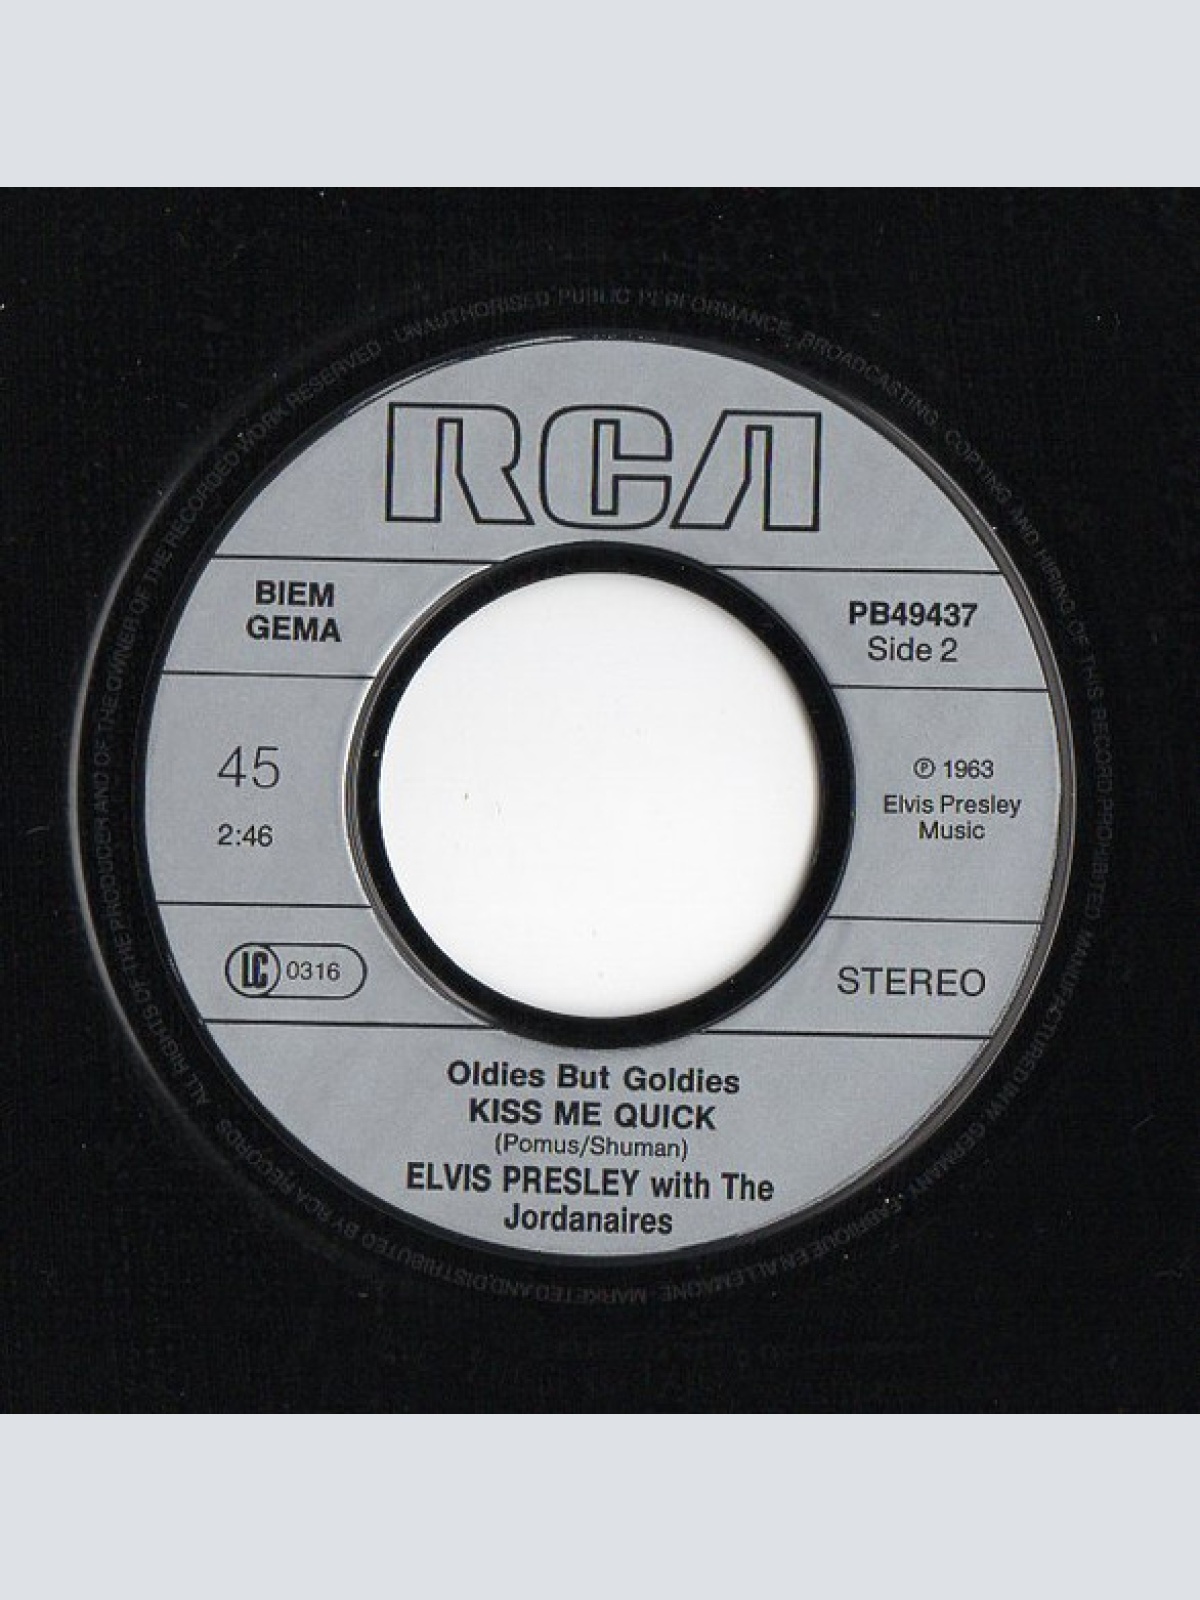 RCA
BIEM
GEMA
PB49437
Side 2
45
2:46
℗ 1963
Elvis Presley
Music
LC 0316
STEREO
Oldies But Goldies
KISS ME QUICK
(Pomus/Shuman)
ELVIS PRESLEY with The
Jordanaires
ALL RIGHTS OF THE PRODUCER AND OF THE OWNER OF THE RECORDED WORK RESERVED · UNAUTHORISED PUBLIC PERFORMANCE, BROADCASTING, COPYING AND HIRING OF THIS RECORD PROHIBITED MANUFACTURED IN W. GERMANY · FABRIQUE EN ALLEMAGNE · MARKETED AND DISTRIBUTED BY RCA RECORDS